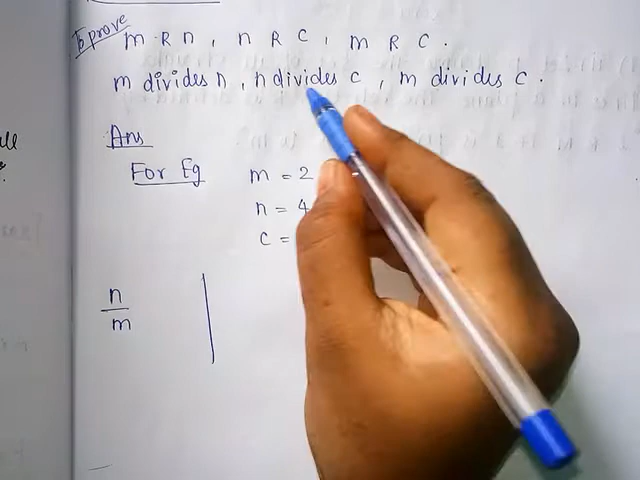 To prove
m R n , n R c , m R c .
m divides n , n divides c , m divides c .
Ans
For Eg
m = 2
n = 4
c =
n
m